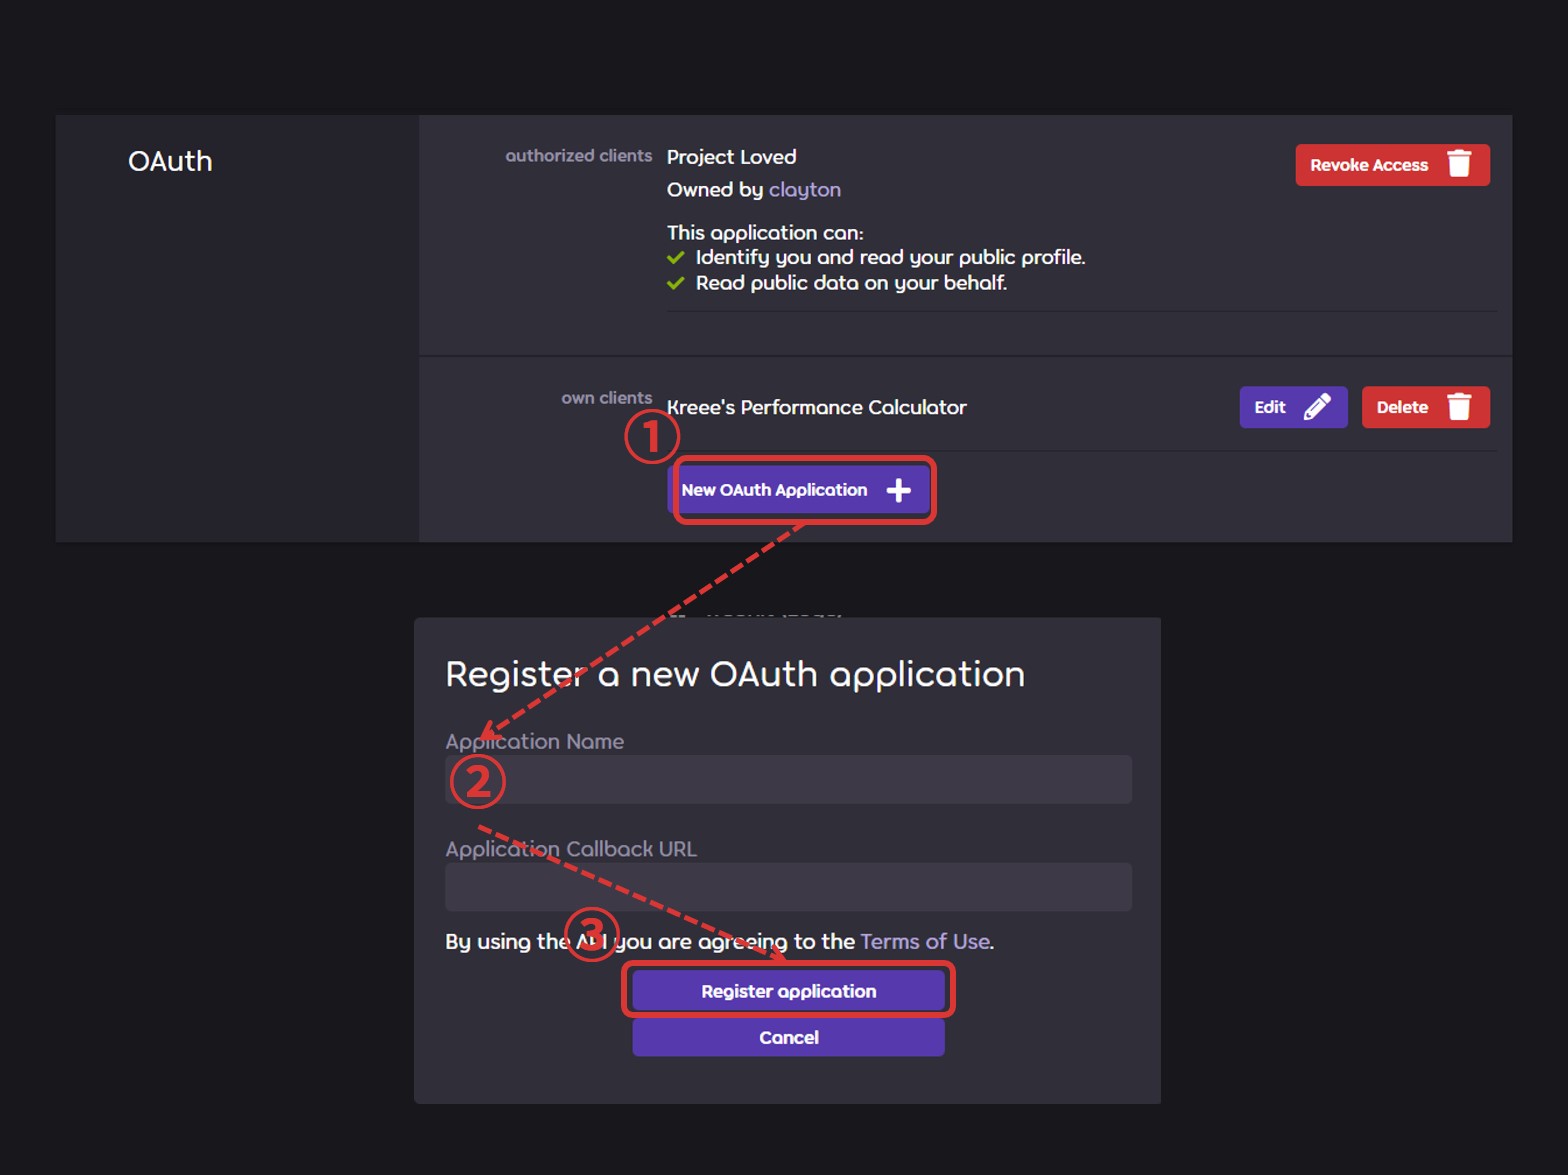 OAuth
authorized clients
Project Loved
Owned by clayton
This application can:
Identify you and read your public profile.
Read public data on your behalf.
Revoke Access
own clients
Kreee's Performance Calculator
Edit
Delete
1
New OAuth Application
Register a new OAuth application
Application Name
2
Application Callback URL
3
By using the API you are agreeing to the Terms of Use.
Register application
Cancel